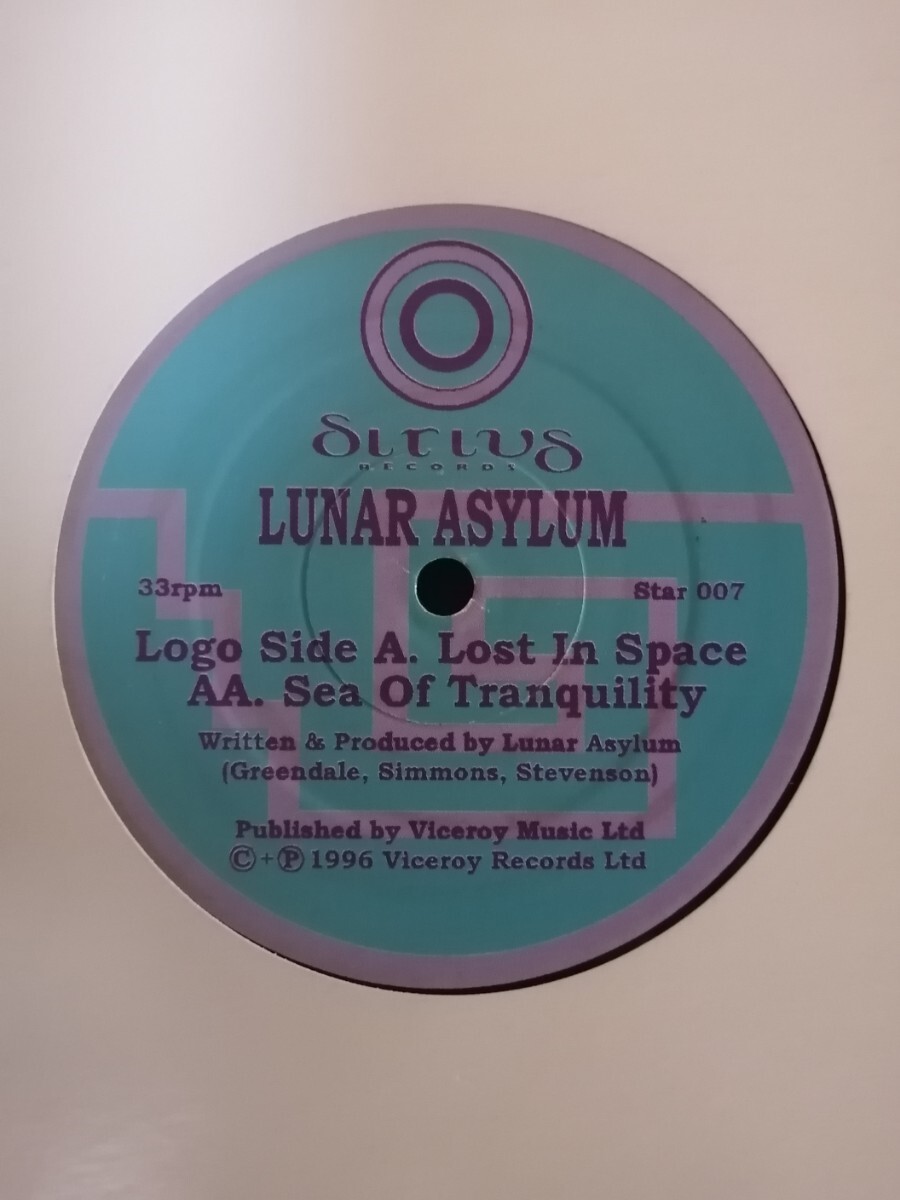 Sirius
RECORDS
LUNAR ASYLUM
33rpm
Star 007
Logo Side A. Lost In Space
AA. Sea Of Tranquility
Written & Produced by Lunar Asylum
(Greendale, Simmons, Stevenson)
Published by Viceroy Music Ltd
©+℗ 1996 Viceroy Records Ltd